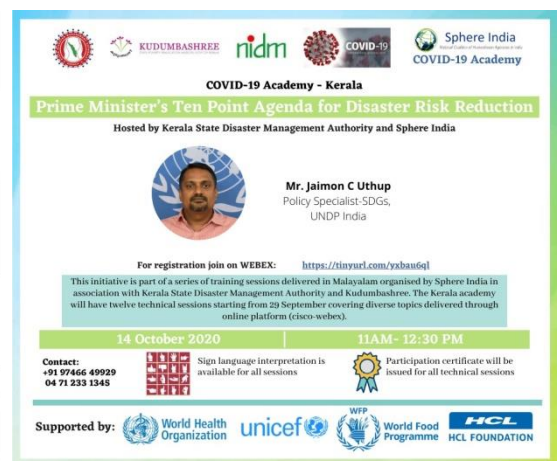 KUDUMBASHREE
nidm
COVID-19
Sphere India
COVID-19 Academy
COVID-19 Academy - Kerala
Prime Minister's Ten Point Agenda for Disaster Risk Reduction
Hosted by Kerala State Disaster Management Authority and Sphere India
Mr. Jaimon C Uthup
Policy Specialist-SDGs,
UNDP India
For registration join on WEBEX: https://tinyurl.com/yxbau6ql
This initiative is part of a series of training sessions delivered in Malayalam organised by Sphere India in
association with Kerala State Disaster Management Authority and Kudumbashree. The Kerala academy
will have twelve technical sessions starting from 29 September covering diverse topics delivered through
online platform (cisco-webex).
14 October 2020 11AM- 12:30 PM
Contact:
+91 97466 49929
04 71 233 1345
Sign language interpretation is
available for all sessions
Participation certificate will be
issued for all technical sessions
Supported by:
World Health
Organization
unicef
WFP
World Food
Programme
HCL
HCL FOUNDATION